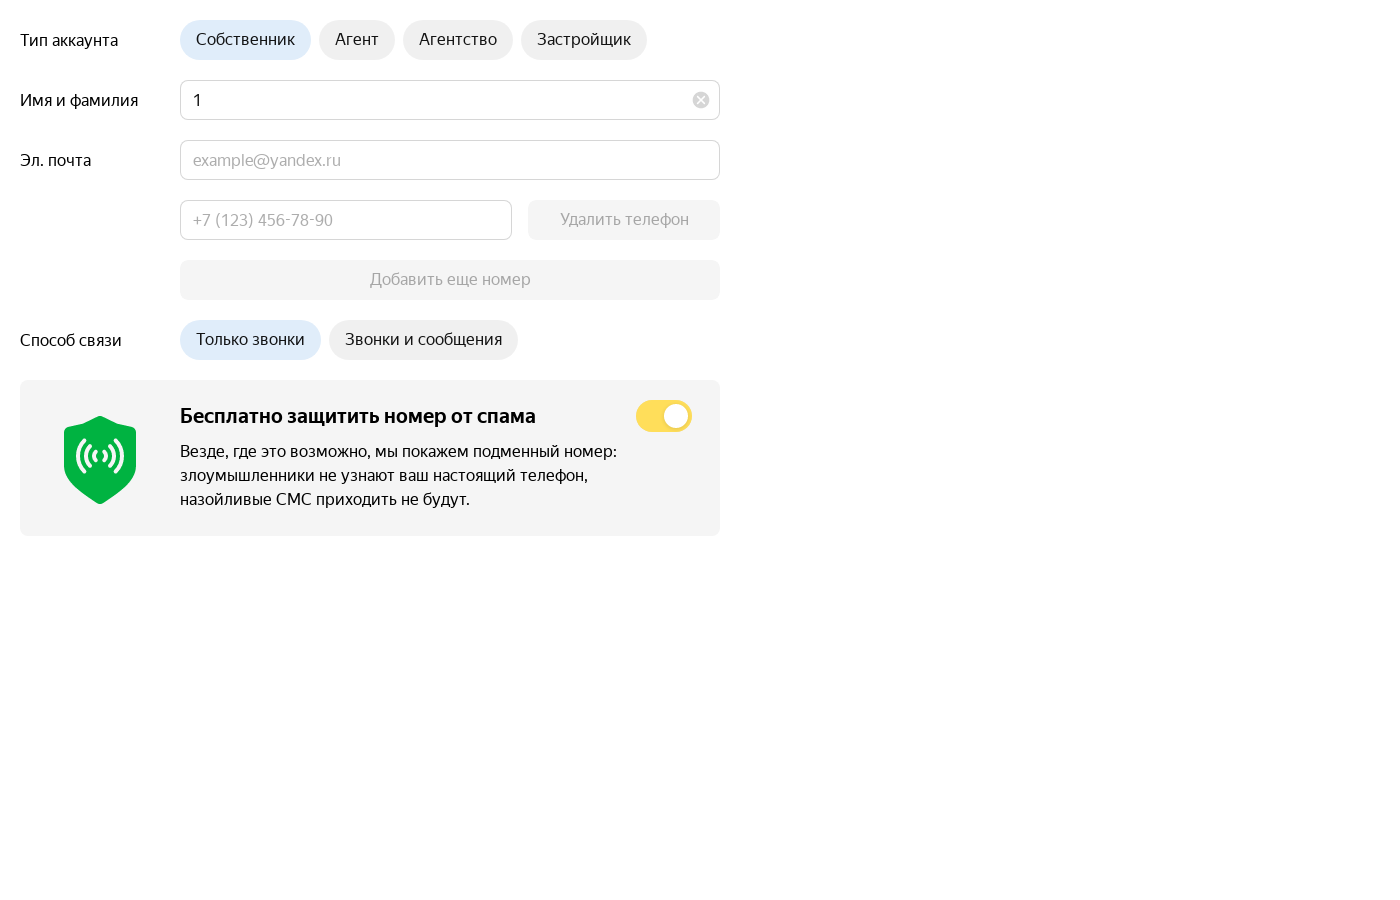 Тип аккаунта
Собственник Агент Агентство Застройщик
Имя и фамилия
1
Эл. почта
example@yandex.ru
+7 (123) 456-78-90
Удалить телефон
Добавить еще номер
Способ связи
Только звонки Звонки и сообщения
Бесплатно защитить номер от спама
Везде, где это возможно, мы покажем подменный номер:
злоумышленники не узнают ваш настоящий телефон,
назойливые СМС приходить не будут.